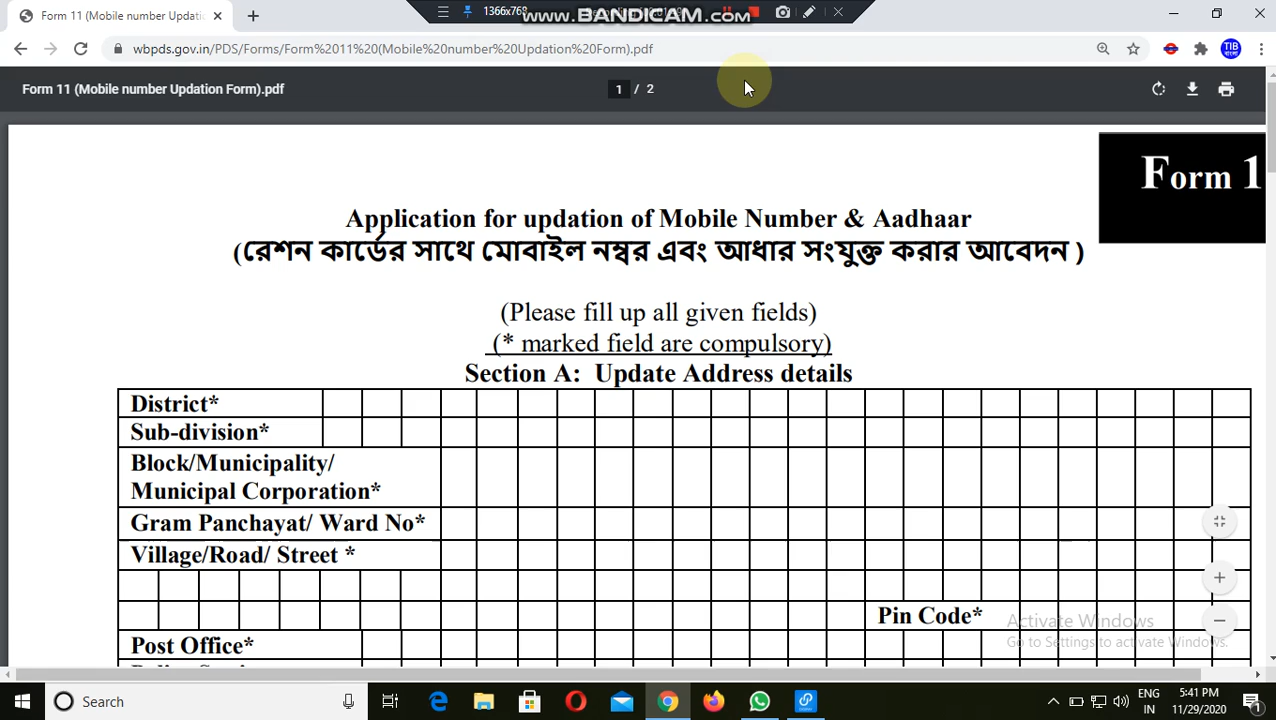 Form 11 (Mobile number Updatio
1366x768
www.BANDICAM.com
wbpds.gov.in/PDS/Forms/Form%2011%20(Mobile%20number%20Updation%20Form).pdf
TIB
Form 11 (Mobile number Updation Form).pdf
1 / 2
Form 1
Application for updation of Mobile Number & Aadhaar
(রেশন কার্ডের সাথে মোবাইল নম্বর এবং আধার সংযুক্ত করার আবেদন )
(Please fill up all given fields)
(* marked field are compulsory)
Section A: Update Address details
District*
Sub-division*
Block/Municipality/
Municipal Corporation*
Gram Panchayat/ Ward No*
Village/Road/ Street *
Pin Code*
Activate Windows
Go to Settings to activate Windows.
Post Office*
Search
ENG
IN
5:41 PM
11/29/2020
1